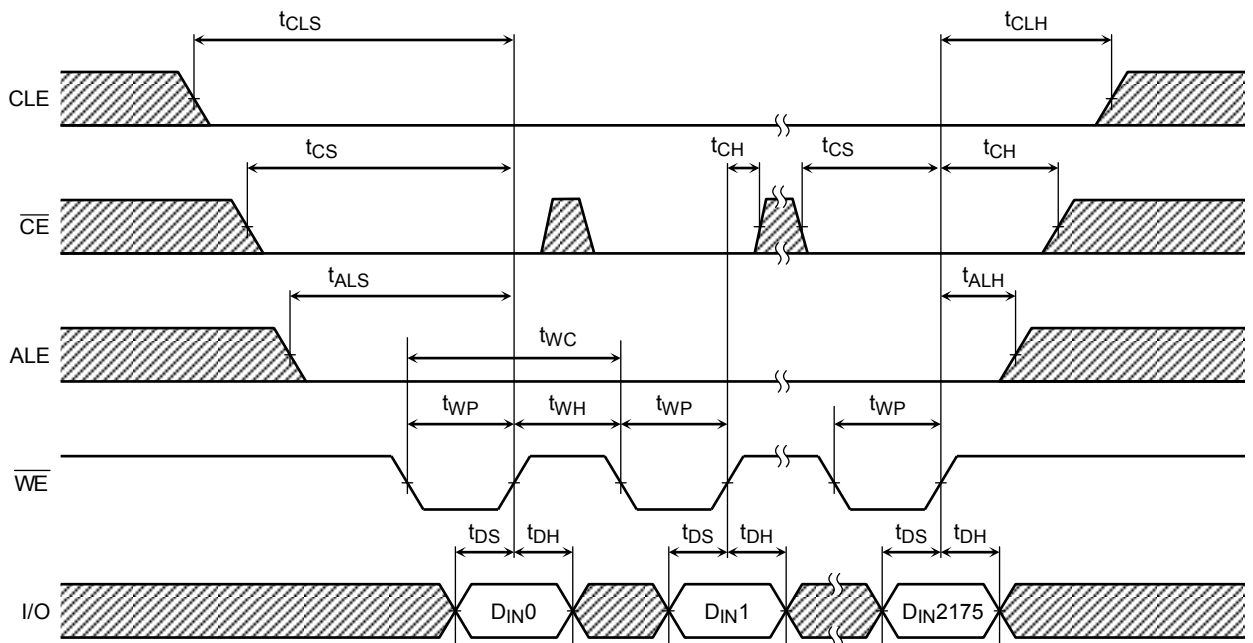 tCLS tCLH
CLE
tCS tCH tCS tCH
CE
tALS tALH
ALE
tWC
tWP tWH tWP tWP
WE
tDS tDH tDS tDH tDS tDH
I/O DIN0 DIN1 DIN2175